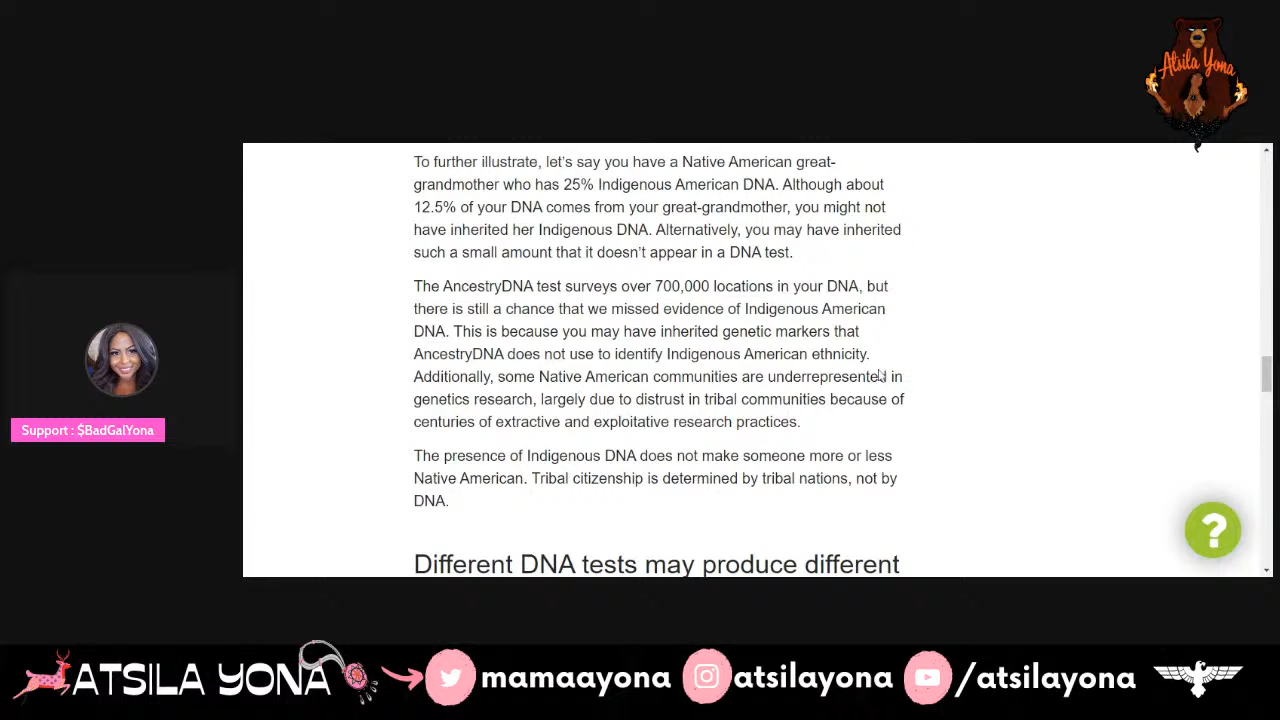 Atsila Yona
To further illustrate, let's say you have a Native American great-
grandmother who has 25% Indigenous American DNA. Although about
12.5% of your DNA comes from your great-grandmother, you might not
have inherited her Indigenous DNA. Alternatively, you may have inherited
such a small amount that it doesn't appear in a DNA test.
The AncestryDNA test surveys over 700,000 locations in your DNA, but
there is still a chance that we missed evidence of Indigenous American
DNA. This is because you may have inherited genetic markers that
AncestryDNA does not use to identify Indigenous American ethnicity.
Additionally, some Native American communities are underrepresented in
genetics research, largely due to distrust in tribal communities because of
centuries of extractive and exploitative research practices.
The presence of Indigenous DNA does not make someone more or less
Native American. Tribal citizenship is determined by tribal nations, not by
DNA.
Different DNA tests may produce different
?
Support : $BadGalYona
ATSILA YONA mamaayona atsilayona /atsilayona